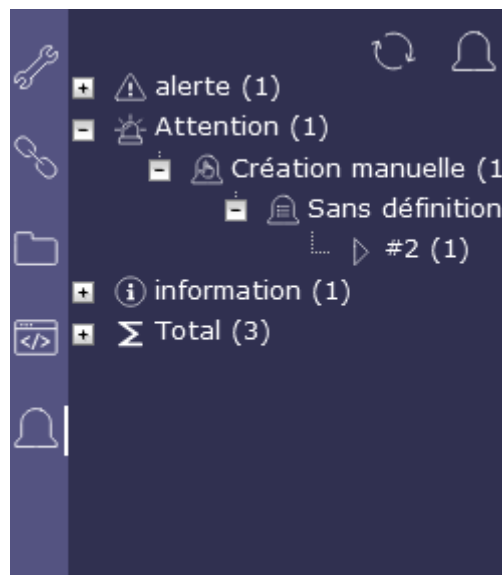 alerte (1)
Attention (1)
Création manuelle (1
Sans définition
#2 (1)
information (1)
Total (3)